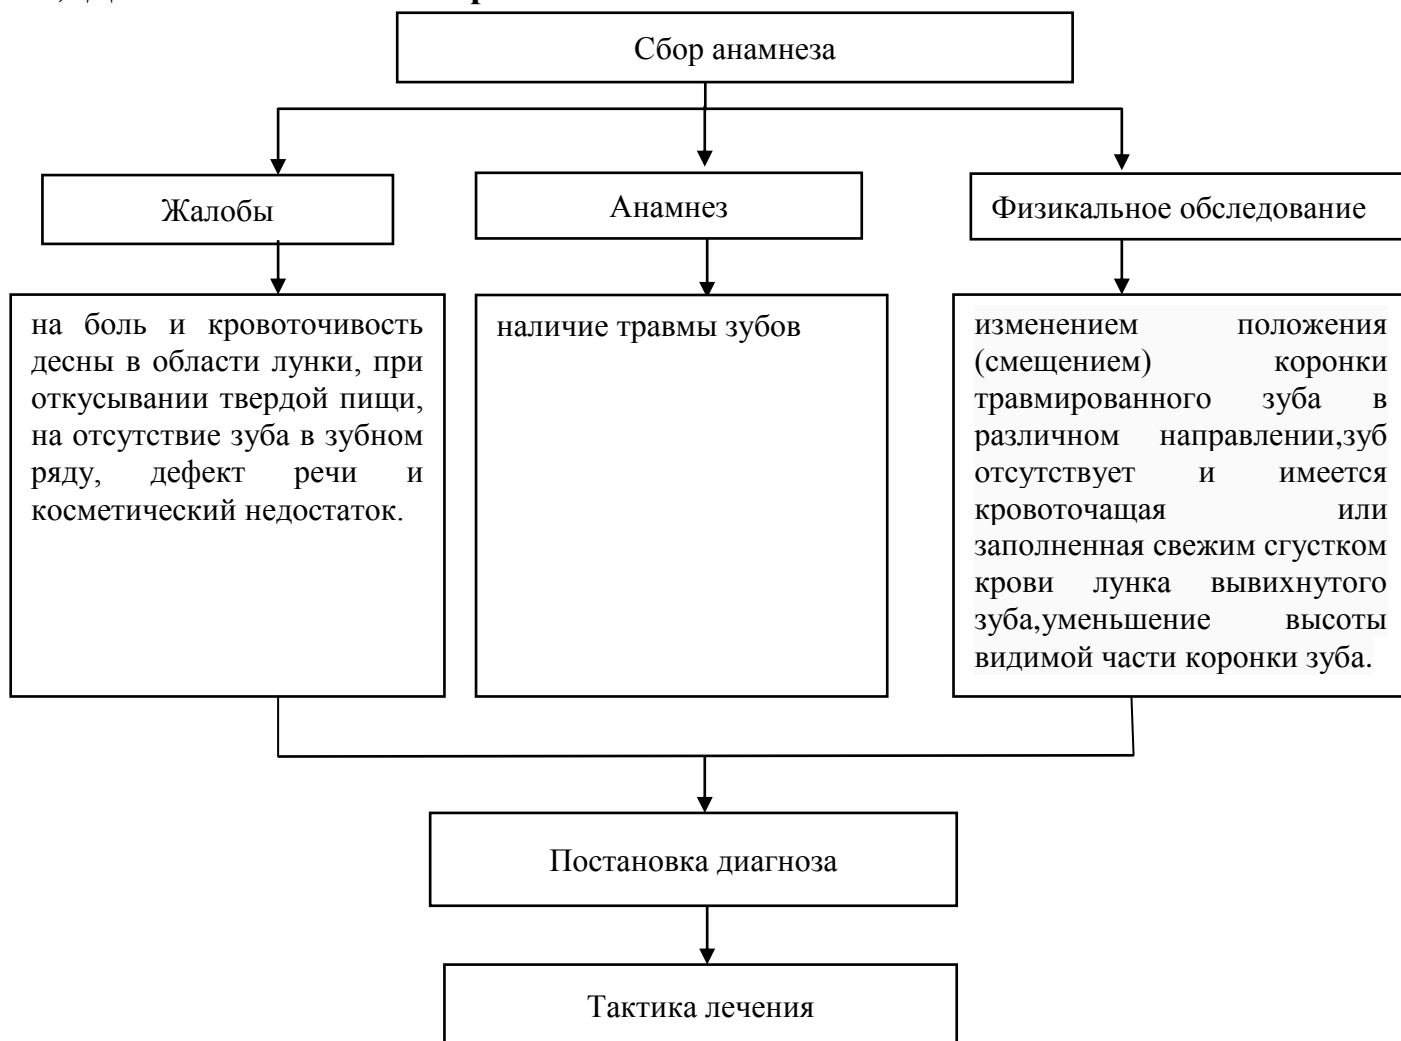 Сбор анамнеза
Жалобы
Анамнез
Физикальное обследование
на боль и кровоточивость
десны в области лунки, при
откусывании твердой пищи,
на отсутствие зуба в зубном
ряду, дефект речи и
косметический недостаток.
наличие травмы зубов
изменением положения
(смещением) коронки
травмированного зуба в
различном направлении,зуб
отсутствует и имеется
кровоточащая или
заполненная свежим сгустком
крови лунка вывихнутого
зуба,уменьшение высоты
видимой части коронки зуба.
Постановка диагноза
Тактика лечения